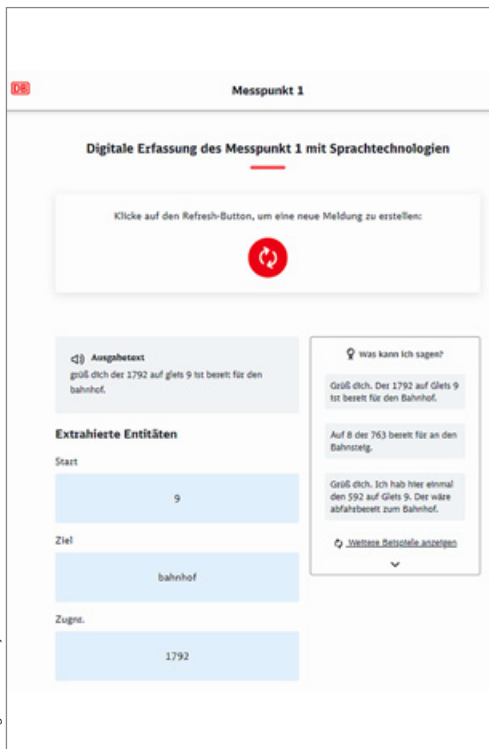 DB
Messpunkt 1
Digitale Erfassung des Messpunkt 1 mit Sprachtechnologien
Klicke auf den Refresh-Button, um eine neue Meldung zu erstellen:
Ausgabetext
grüß dich der 1792 auf gleis 9 ist bereit für den
bahnhof.
Extrahierte Entitäten
Start
9
Ziel
bahnhof
Zugnr.
1792
Was kann ich sagen?
Grüß dich. Der 1792 auf Gleis 9
ist bereit für den Bahnhof.
Auf 8 der 763 bereit für an den
Bahnsteig.
Grüß dich. Ich hab hier einmal
den 592 auf Gleis 9. Der wäre
abfahrbereit zum Bahnhof.
Weitere Beispiele anzeigen